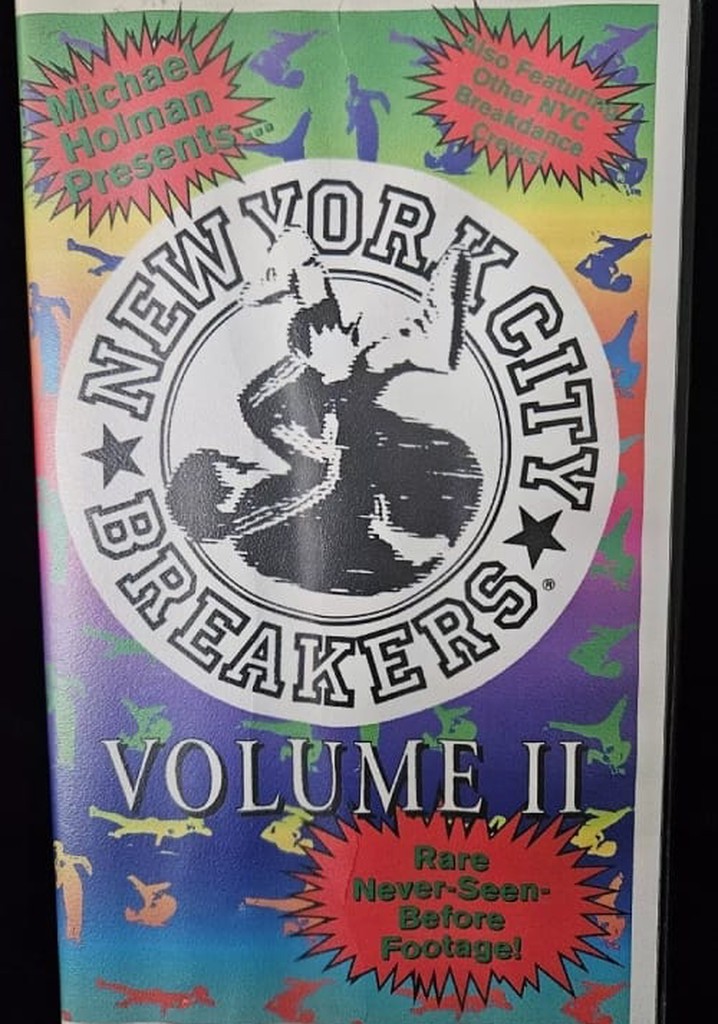 Michael
Holman
Presents...
Also Featuring
Other NYC
Breakdance
Crews!
NEW YORK CITY
BREAKERS®
VOLUME II
Rare
Never-Seen-
Before
Footage!